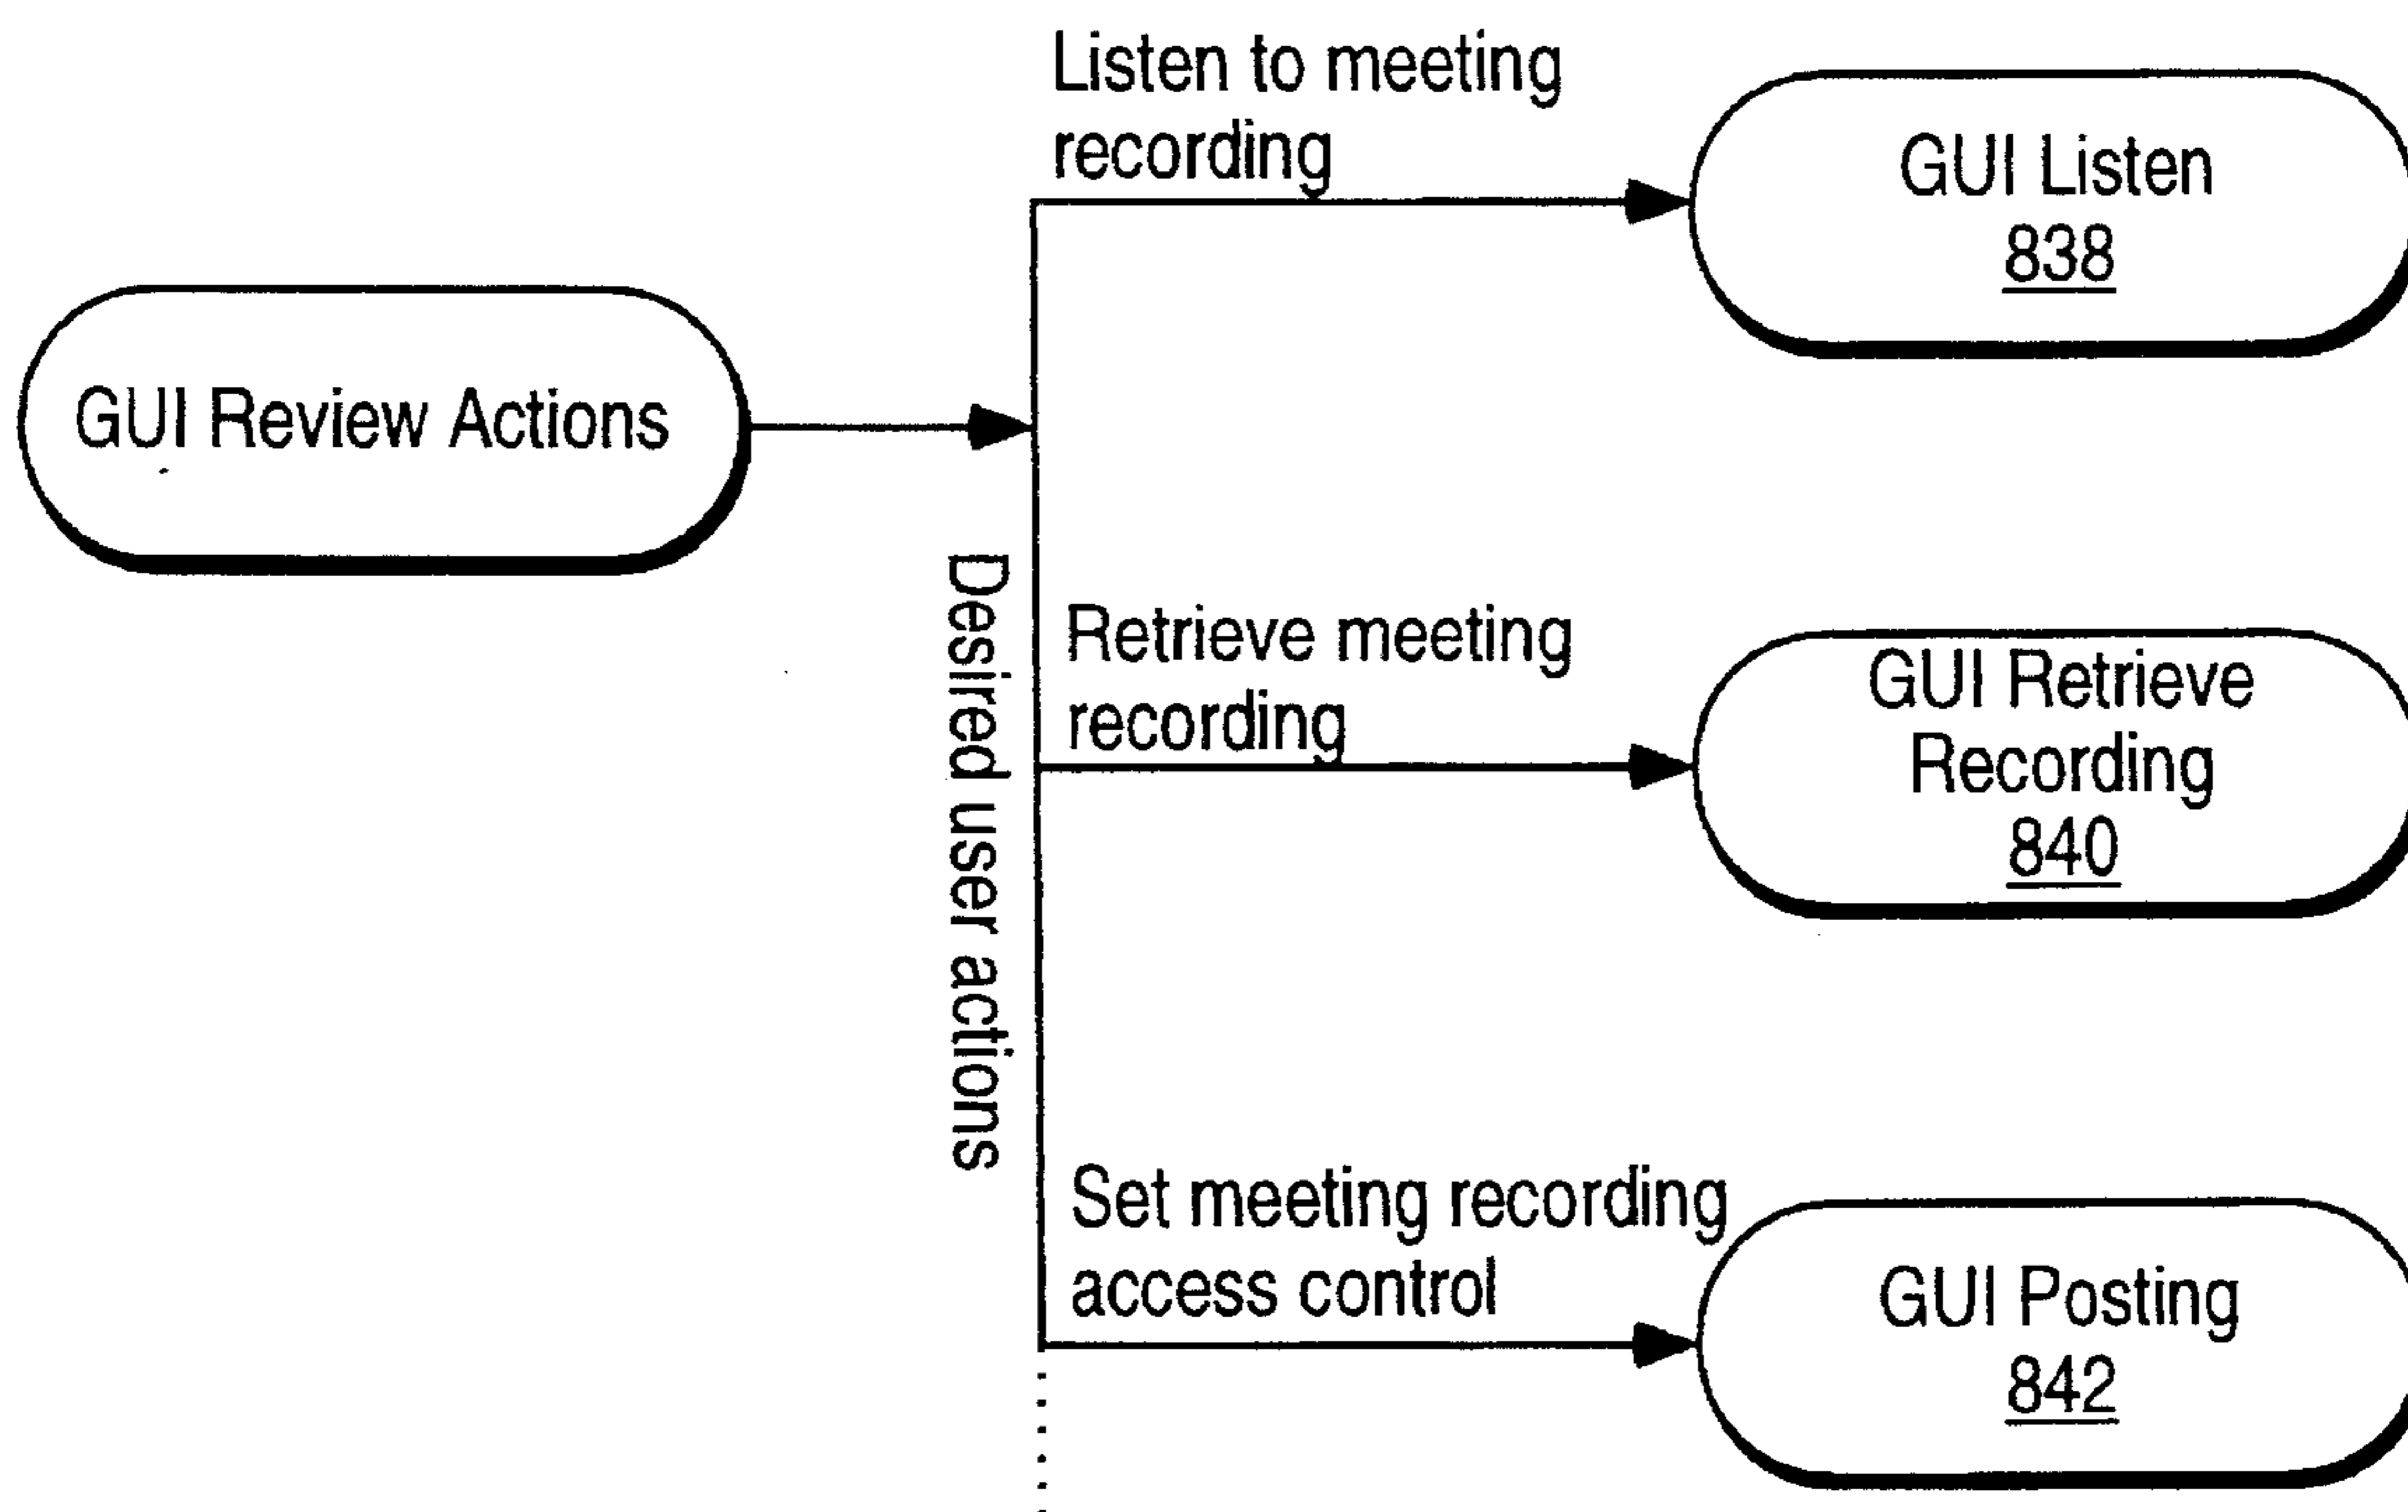 Listen to meeting
recording
GUI Listen
838
GUI Review Actions
Desired user actions
Retrieve meeting
recording
GUI Retrieve
Recording
840
Set meeting recording
access control
GUI Posting
842